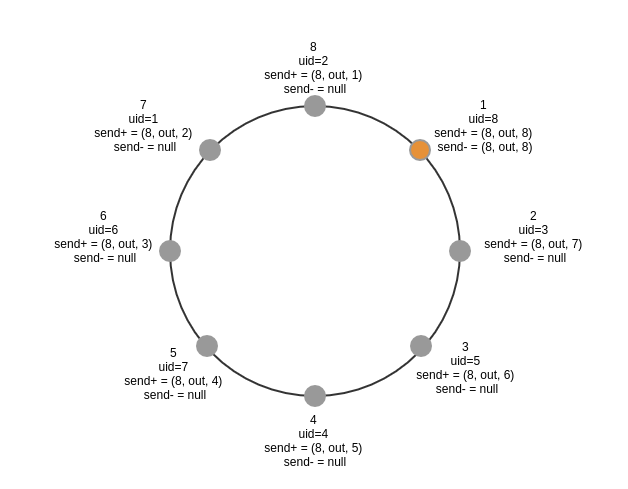 8
uid=2
send+ = (8, out, 1)
send- = null
7
uid=1
send+ = (8, out, 2)
send- = null
1
uid=8
send+ = (8, out, 8)
send- = (8, out, 8)
6
uid=6
send+ = (8, out, 3)
send- = null
2
uid=3
send+ = (8, out, 7)
send- = null
5
uid=7
send+ = (8, out, 4)
send- = null
3
uid=5
send+ = (8, out, 6)
send- = null
4
uid=4
send+ = (8, out, 5)
send- = null